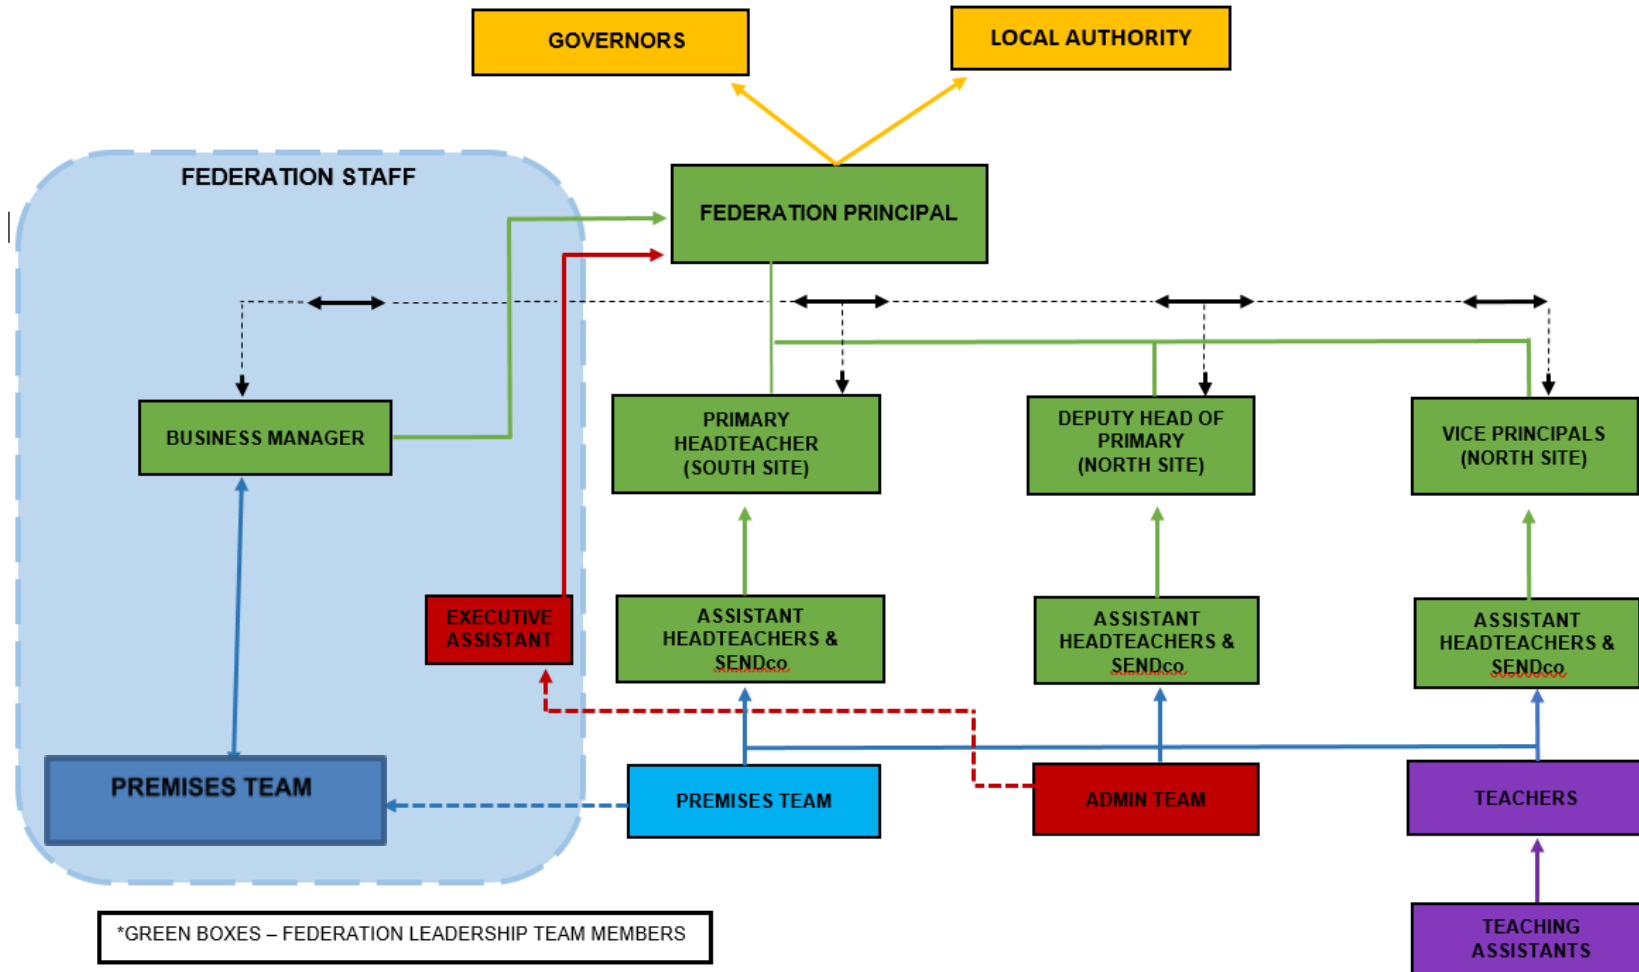 GOVERNORS
LOCAL AUTHORITY
FEDERATION STAFF
FEDERATION PRINCIPAL
BUSINESS MANAGER
PRIMARY
HEADTEACHER
(SOUTH SITE)
DEPUTY HEAD OF
PRIMARY
(NORTH SITE)
VICE PRINCIPALS
(NORTH SITE)
EXECUTIVE
ASSISTANT
ASSISTANT
HEADTEACHERS &
SENDco
ASSISTANT
HEADTEACHERS &
SENDco
ASSISTANT
HEADTEACHERS &
SENDco
PREMISES TEAM
PREMISES TEAM
ADMIN TEAM
TEACHERS
TEACHING
ASSISTANTS
*GREEN BOXES – FEDERATION LEADERSHIP TEAM MEMBERS